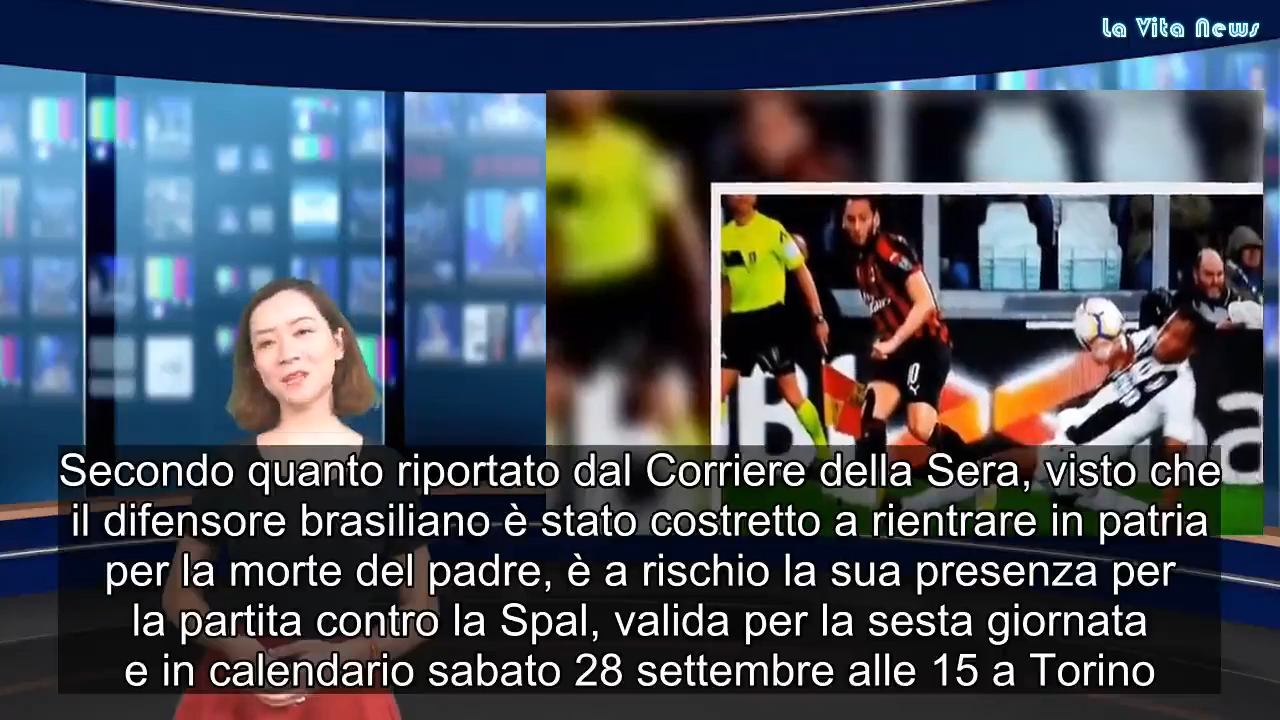 La Vita News
10
Secondo quanto riportato dal Corriere della Sera, visto che
il difensore brasiliano è stato costretto a rientrare in patria
per la morte del padre, è a rischio la sua presenza per
la partita contro la Spal, valida per la sesta giornata
e in calendario sabato 28 settembre alle 15 a Torino